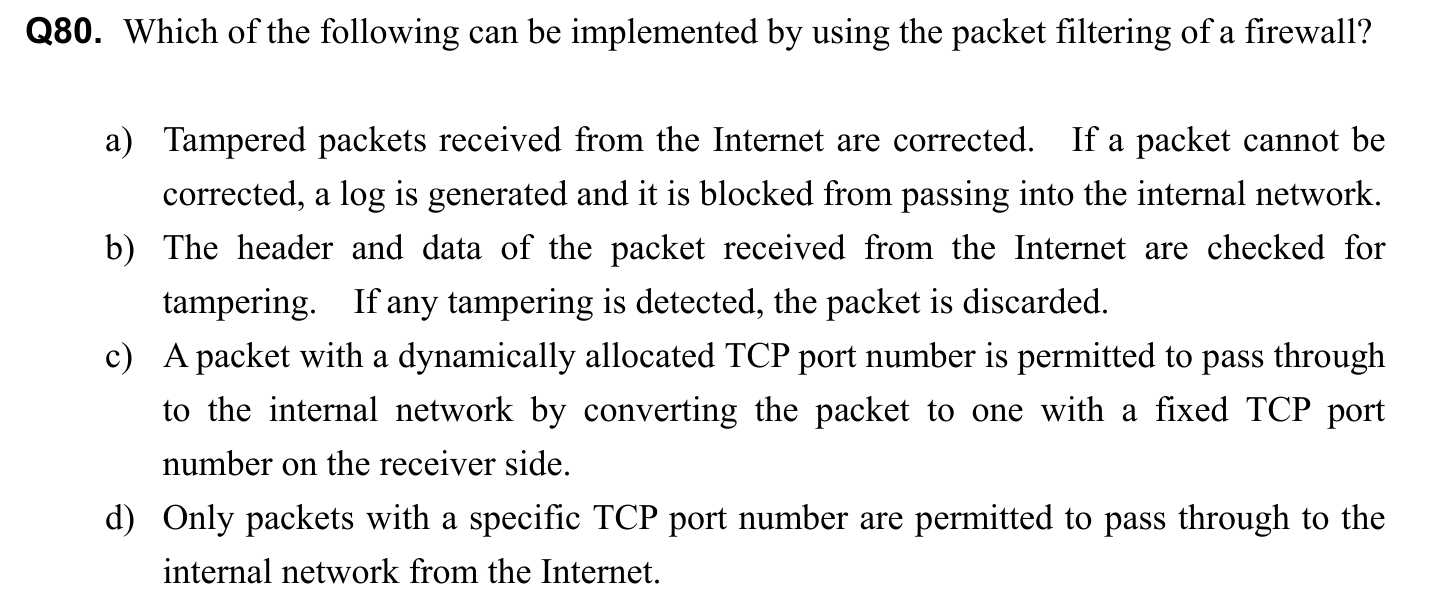 Q80. Which of the following can be implemented by using the packet filtering of a firewall?
a) Tampered packets received from the Internet are corrected. If a packet cannot be
corrected, a log is generated and it is blocked from passing into the internal network.
b) The header and data of the packet received from the Internet are checked for
tampering. If any tampering is detected, the packet is discarded.
c) A packet with a dynamically allocated TCP port number is permitted to pass through
to the internal network by converting the packet to one with a fixed TCP port
number on the receiver side.
d) Only packets with a specific TCP port number are permitted to pass through to the
internal network from the Internet.